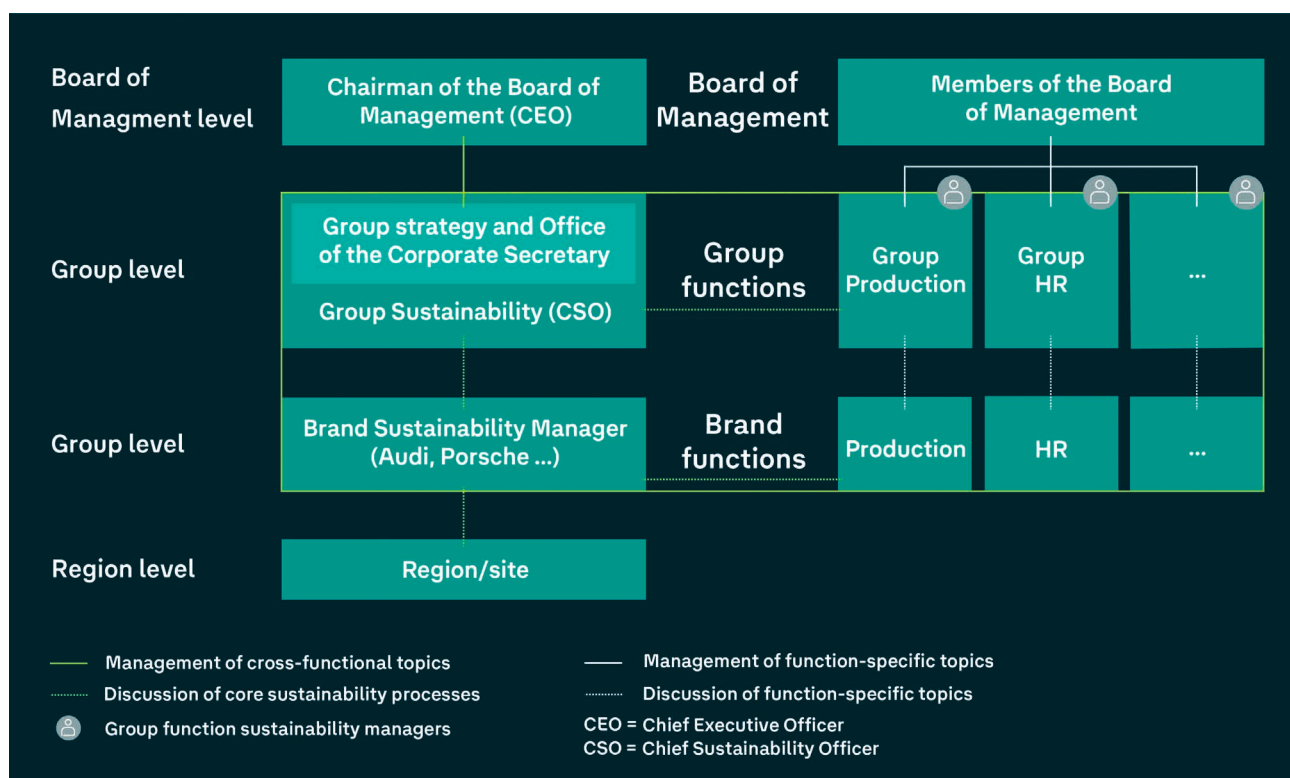 Board of
Managment level
Chairman of the Board of
Management (CEO)
Board of
Management
Members of the Board
of Management
Group level
Group strategy and Office
of the Corporate Secretary
Group Sustainability (CSO)
Group
functions
Group
Production
Group
HR
...
Group level
Brand Sustainability Manager
(Audi, Porsche ...)
Brand
functions
Production
HR
...
Region level
Region/site
Management of cross-functional topics
Discussion of core sustainability processes
Group function sustainability managers
Management of function-specific topics
Discussion of function-specific topics
CEO = Chief Executive Officer
CSO = Chief Sustainability Officer